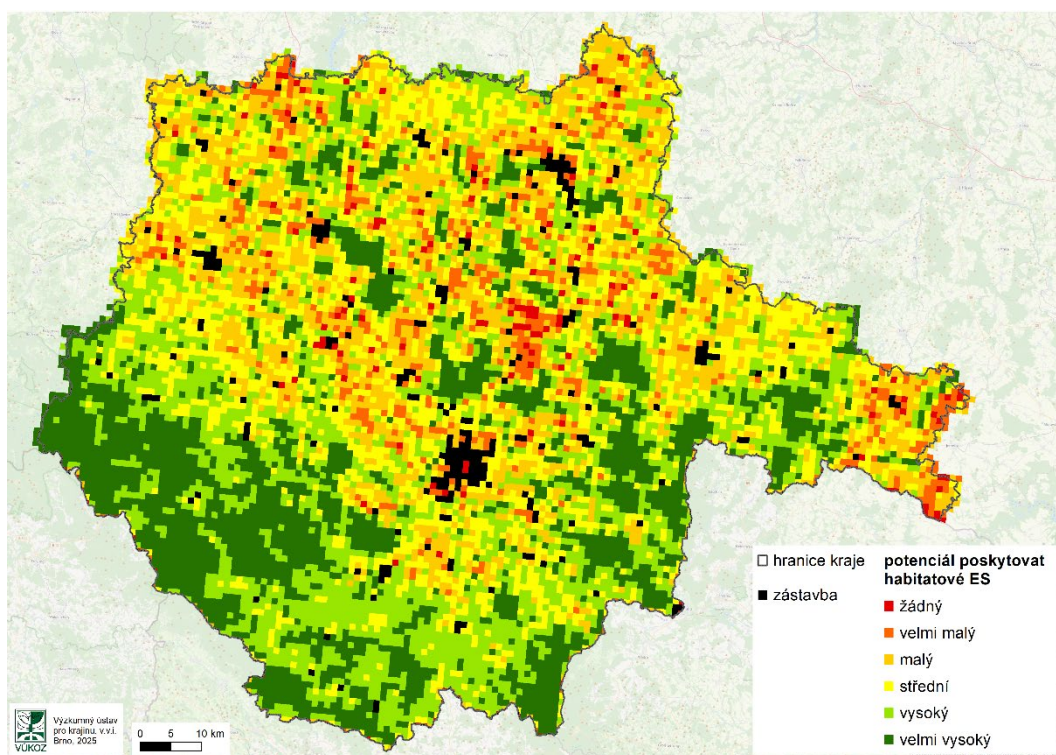 hranice kraje
zástavba
potenciál poskytovat
habitatové ES
žádný
velmi malý
malý
střední
vysoký
velmi vysoký
VÚKOZ
Výzkumný ústav
pro krajinu, v.v.i.
Brno, 2025
0 5 10 km